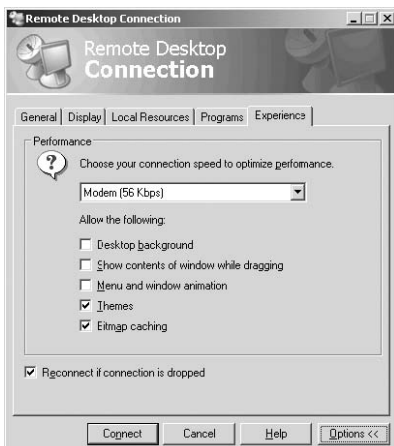 Remote Desktop Connection
Remote Desktop
Connection
General Display Local Resources Programs Experience
Performance
Choose your connection speed to optimize performance.
Modem (56 Kbps)
Allow the following:
Desktop background
Show contents of window while dragging
Menu and window animation
Themes
Bitmap caching
Reconnect if connection is dropped
Connect Cancel Help Options <<